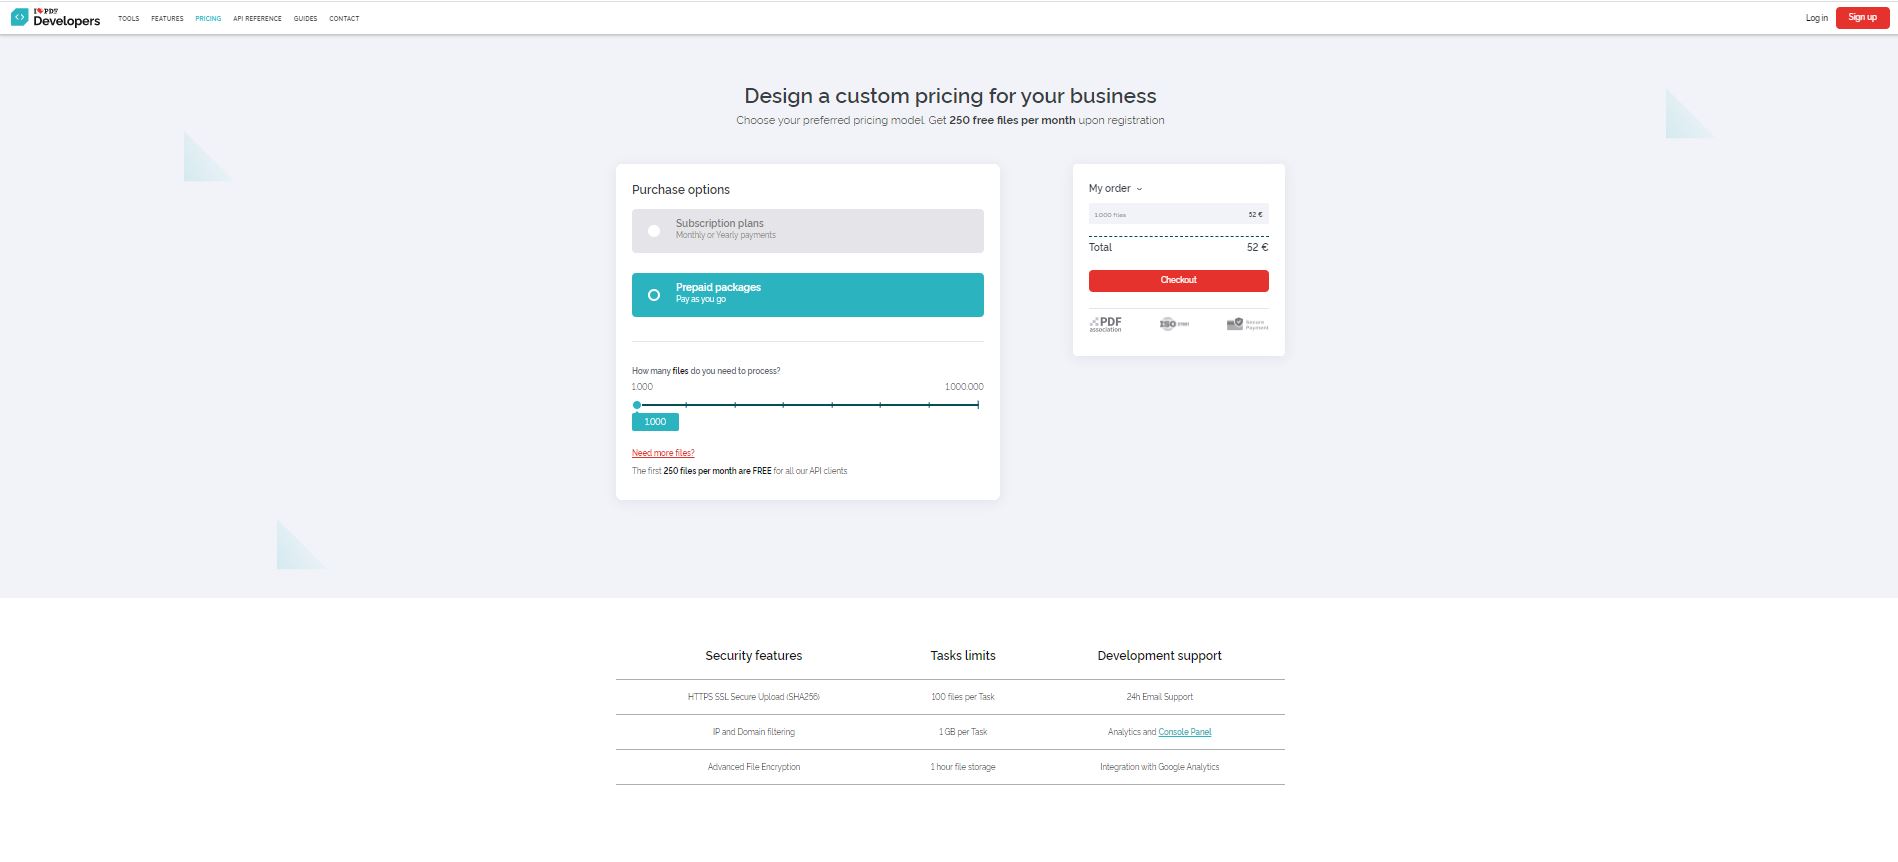 I PDF
Developers
TOOLS
FEATURES
PRICING
API REFERENCE
GUIDES
CONTACT
Log in
Sign up
Design a custom pricing for your business
Choose your preferred pricing model. Get 250 free files per month upon registration
Purchase options
Subscription plans
Monthly or Yearly payments
Prepaid packages
Pay as you go
How many files do you need to process?
1.000
1.000.000
1.000
Need more files?
The first 250 files per month are FREE for all our API clients
My order
1.000 files
52 €
Total
52 €
Checkout
PDF
association
ISO 27001
Secure
Payment
Security features
Tasks limits
Development support
HTTPS SSL Secure Upload (SHA256)
100 files per Task
24h Email Support
IP and Domain filtering
1 GB per Task
Analytics and Console Panel
Advanced File Encryption
1 hour file storage
Integration with Google Analytics